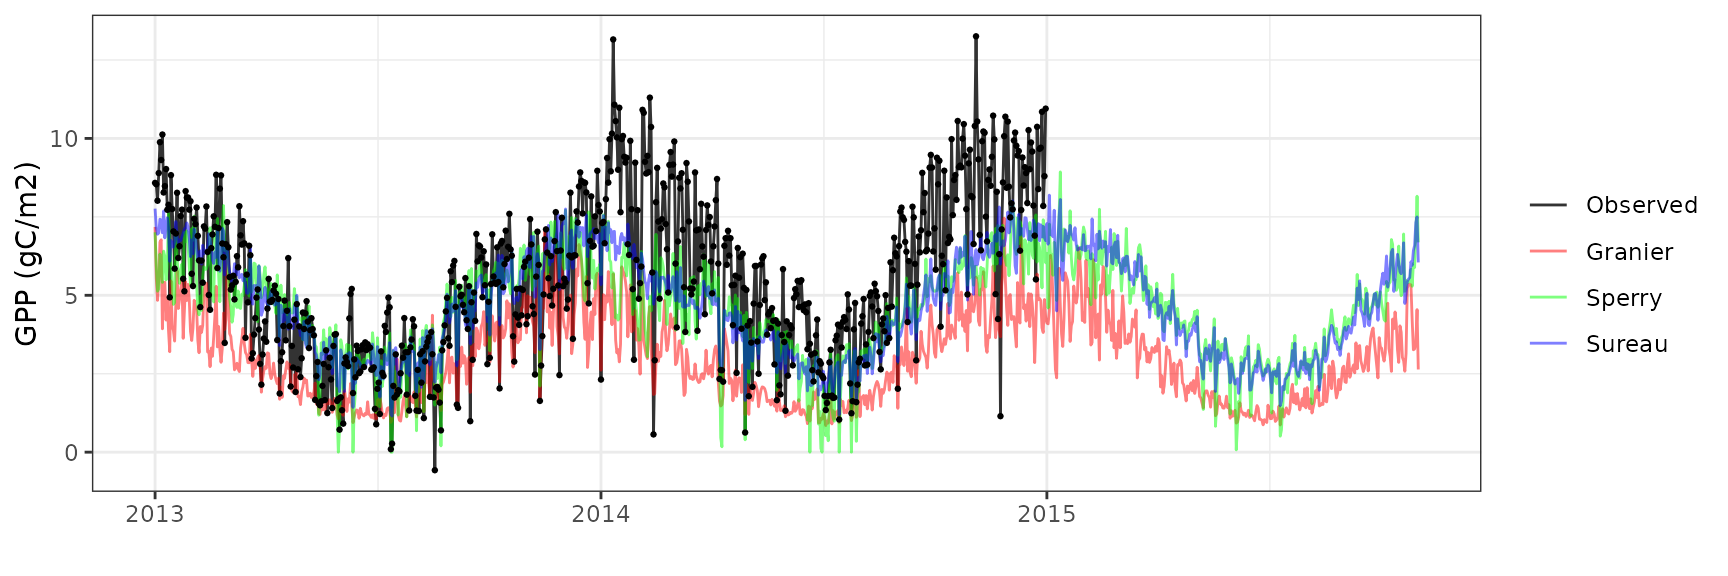 GPP (gC/m2)
10
5
0
2013
2014
2015
Observed
Granier
Sperry
Sureau